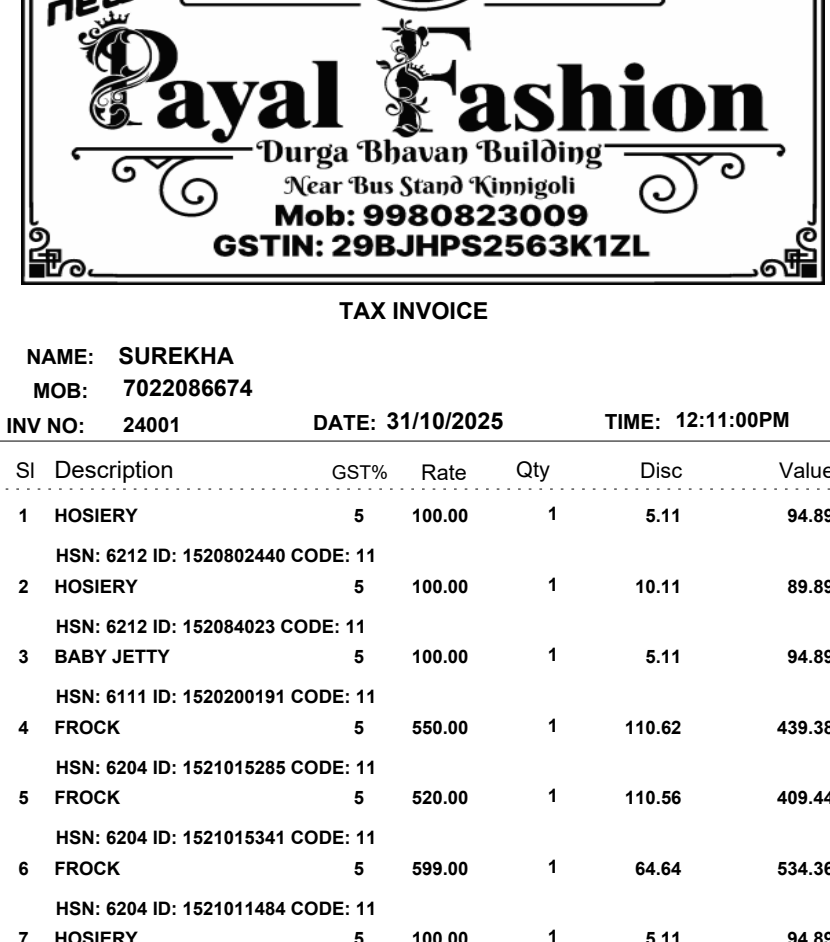 new
Payal Fashion
Durga Bhavan Building
Near Bus Stand Kinnigoli
Mob: 9980823009
GSTIN: 29BJHPS2563K1ZL
TAX INVOICE
NAME: SUREKHA
MOB: 7022086674
INV NO: 24001 DATE: 31/10/2025 TIME: 12:11:00PM
Sl Description GST% Rate Qty Disc Value
1 HOSIERY 5 100.00 1 5.11 94.89
HSN: 6212 ID: 1520802440 CODE: 11
2 HOSIERY 5 100.00 1 10.11 89.89
HSN: 6212 ID: 152084023 CODE: 11
3 BABY JETTY 5 100.00 1 5.11 94.89
HSN: 6111 ID: 1520200191 CODE: 11
4 FROCK 5 550.00 1 110.62 439.38
HSN: 6204 ID: 1521015285 CODE: 11
5 FROCK 5 520.00 1 110.56 409.44
HSN: 6204 ID: 1521015341 CODE: 11
6 FROCK 5 599.00 1 64.64 534.36
HSN: 6204 ID: 1521011484 CODE: 11
7 HOSIERY 5 100.00 1 5.11 94.89